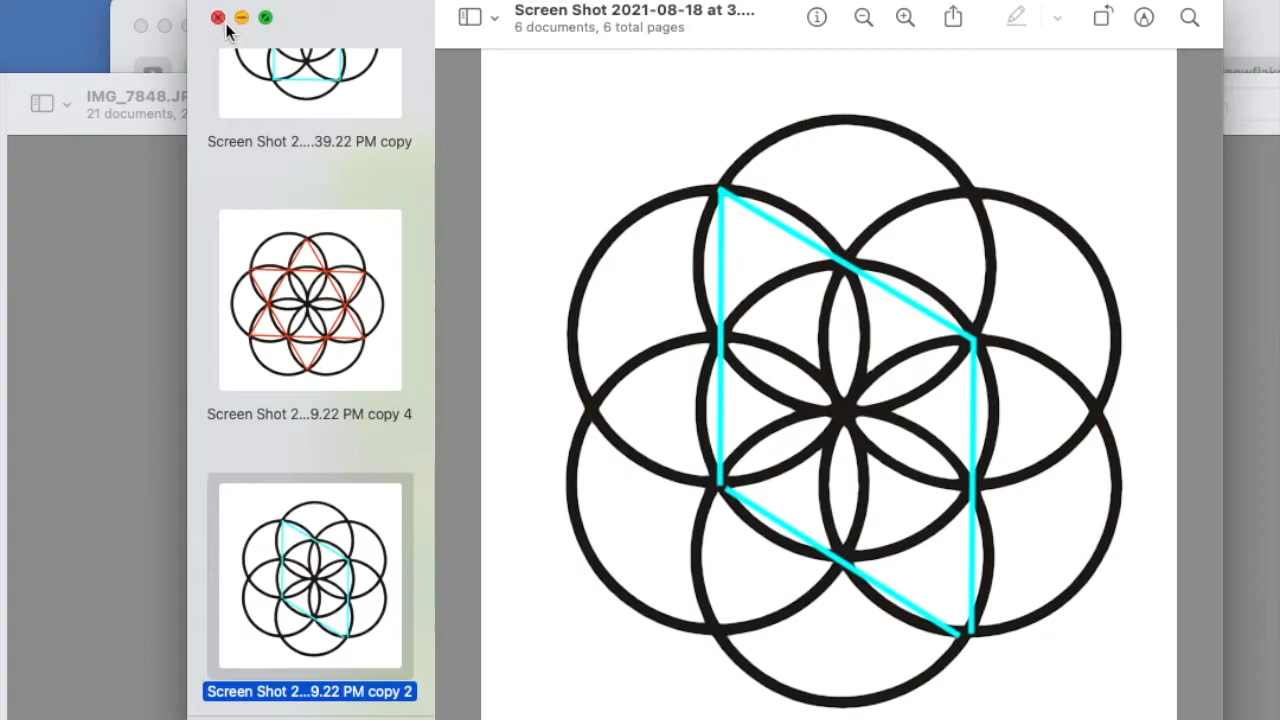 Screen Shot 2021-08-18 at 3....
6 documents, 6 total pages
IMG_7848.JP
21 documents, 2
Screen Shot 2....39.22 PM copy
Screen Shot 2...9.22 PM copy 4
Screen Shot 2...9.22 PM copy 2